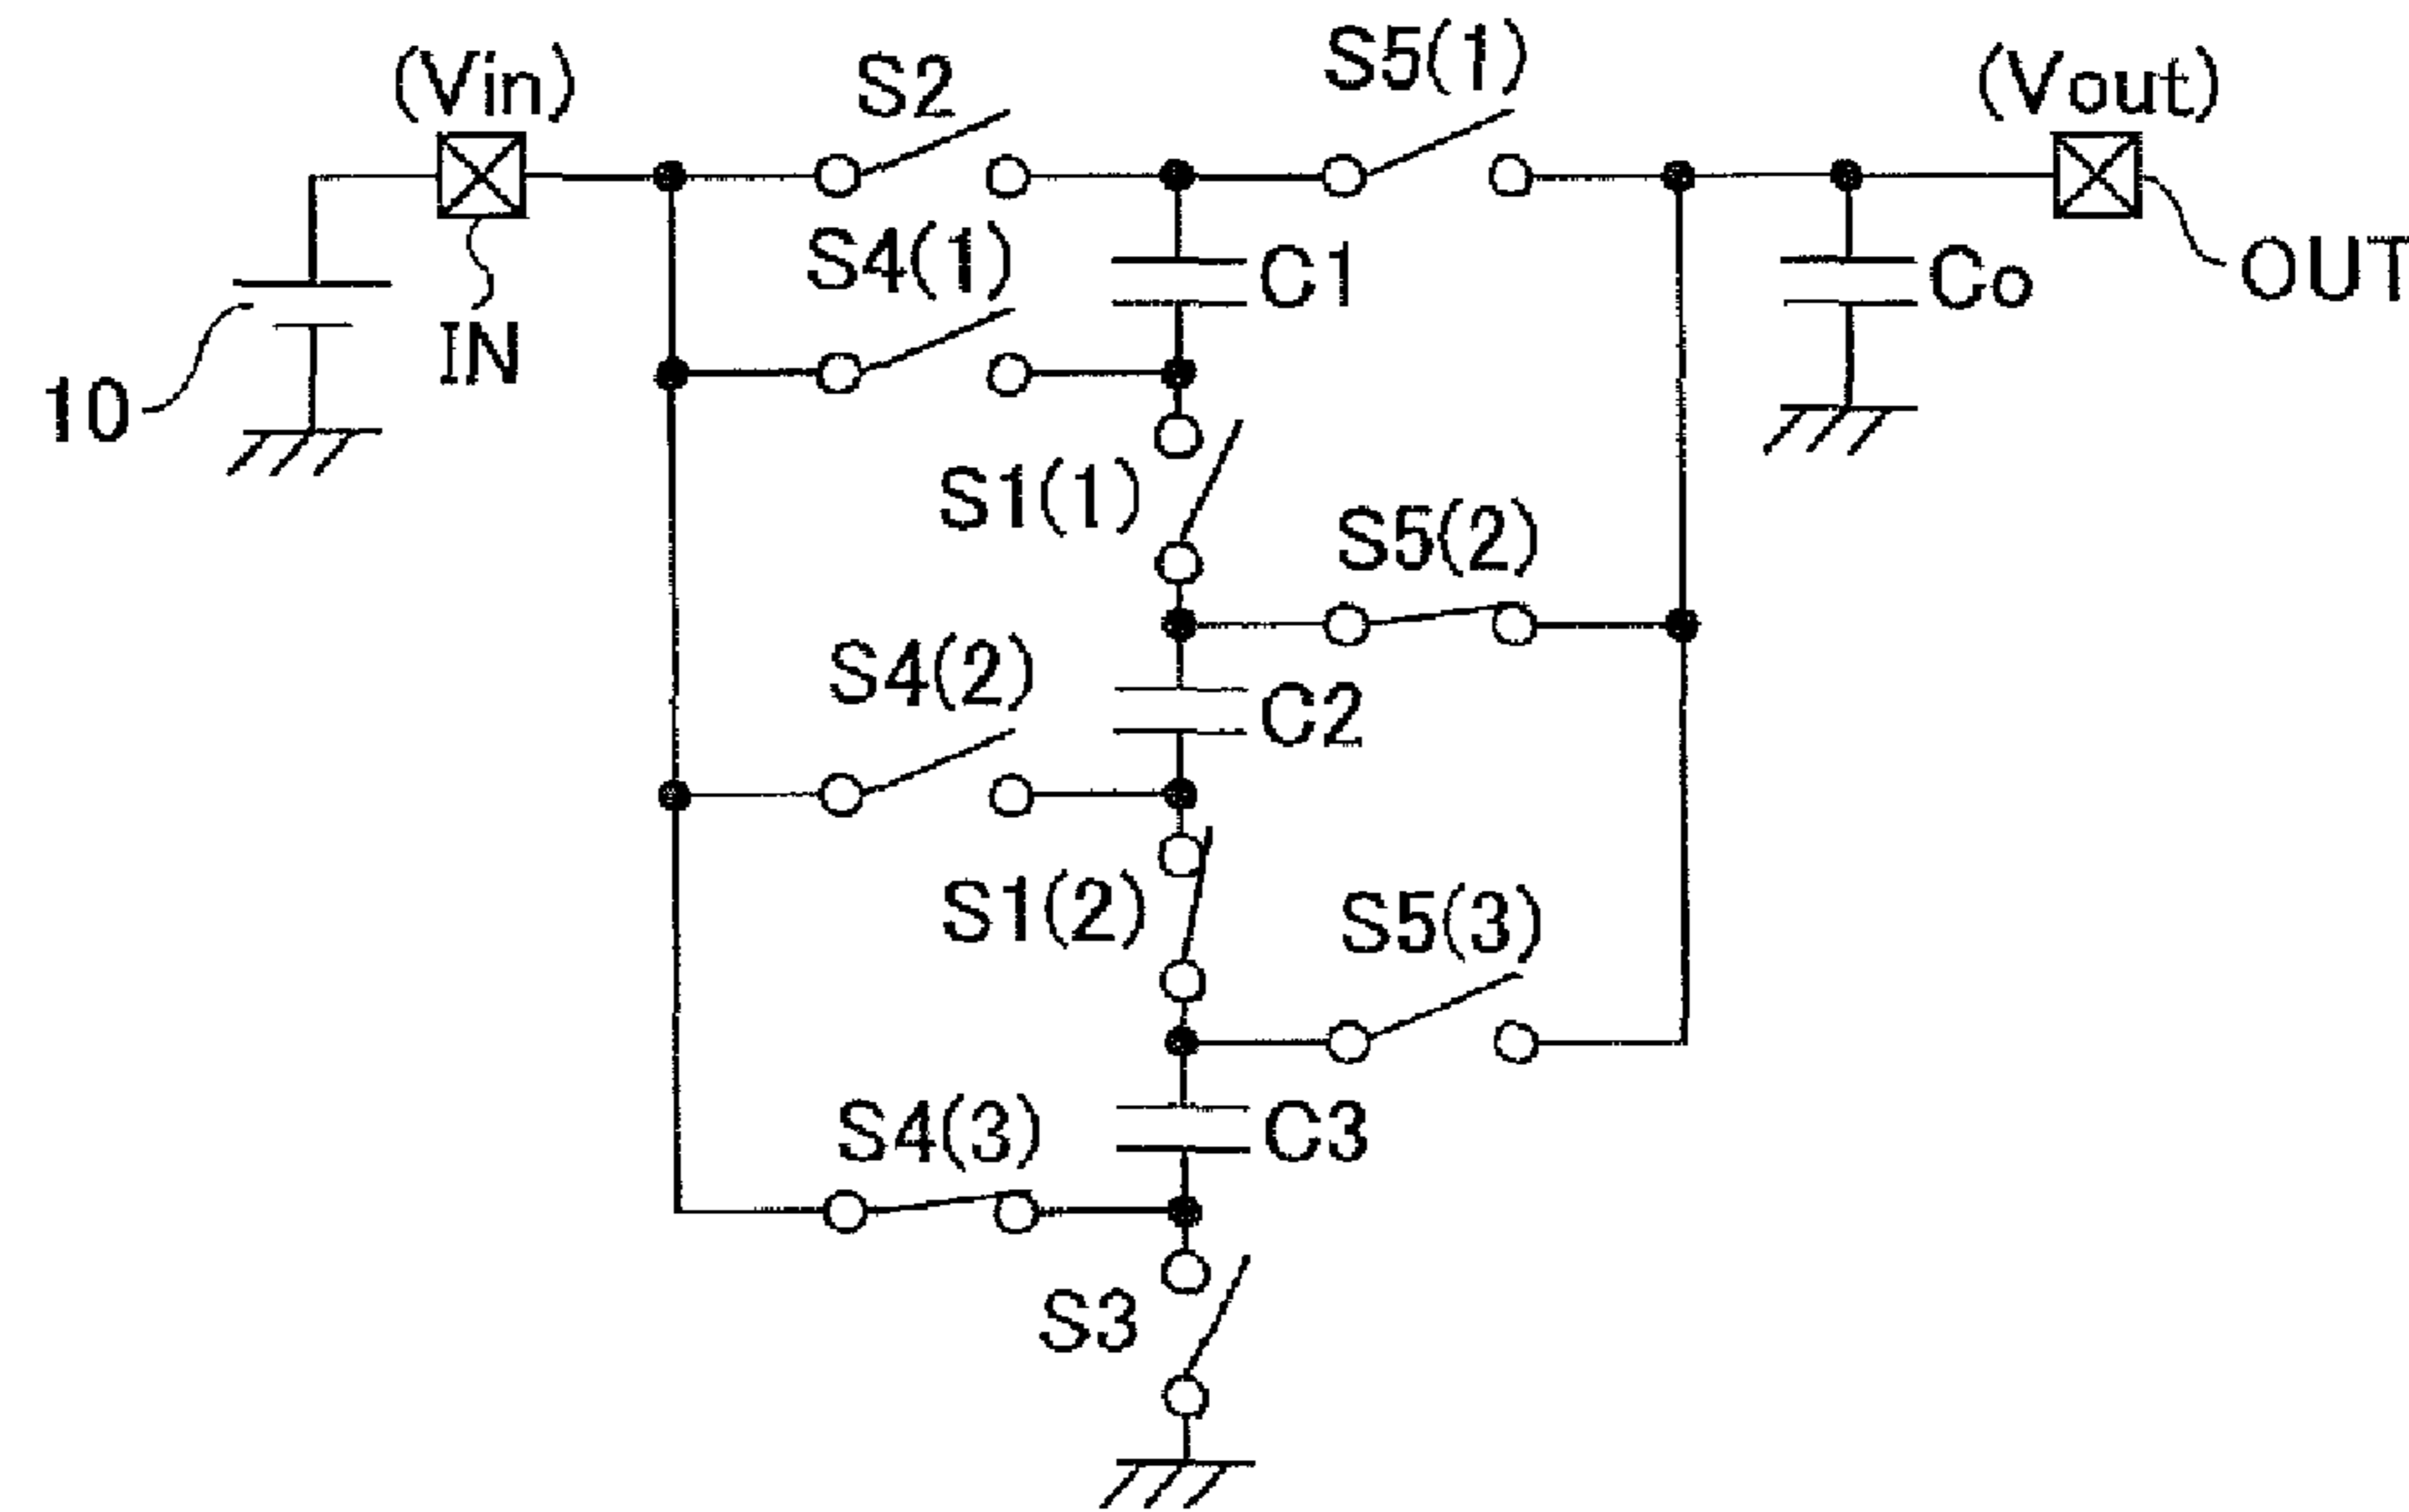 (Vin)
S2
S5(1)
(Vout)
S4(1)
C1
Co
OUT
IN
10
S1(1)
S5(2)
S4(2)
C2
S1(2)
S5(3)
S4(3)
C3
S3